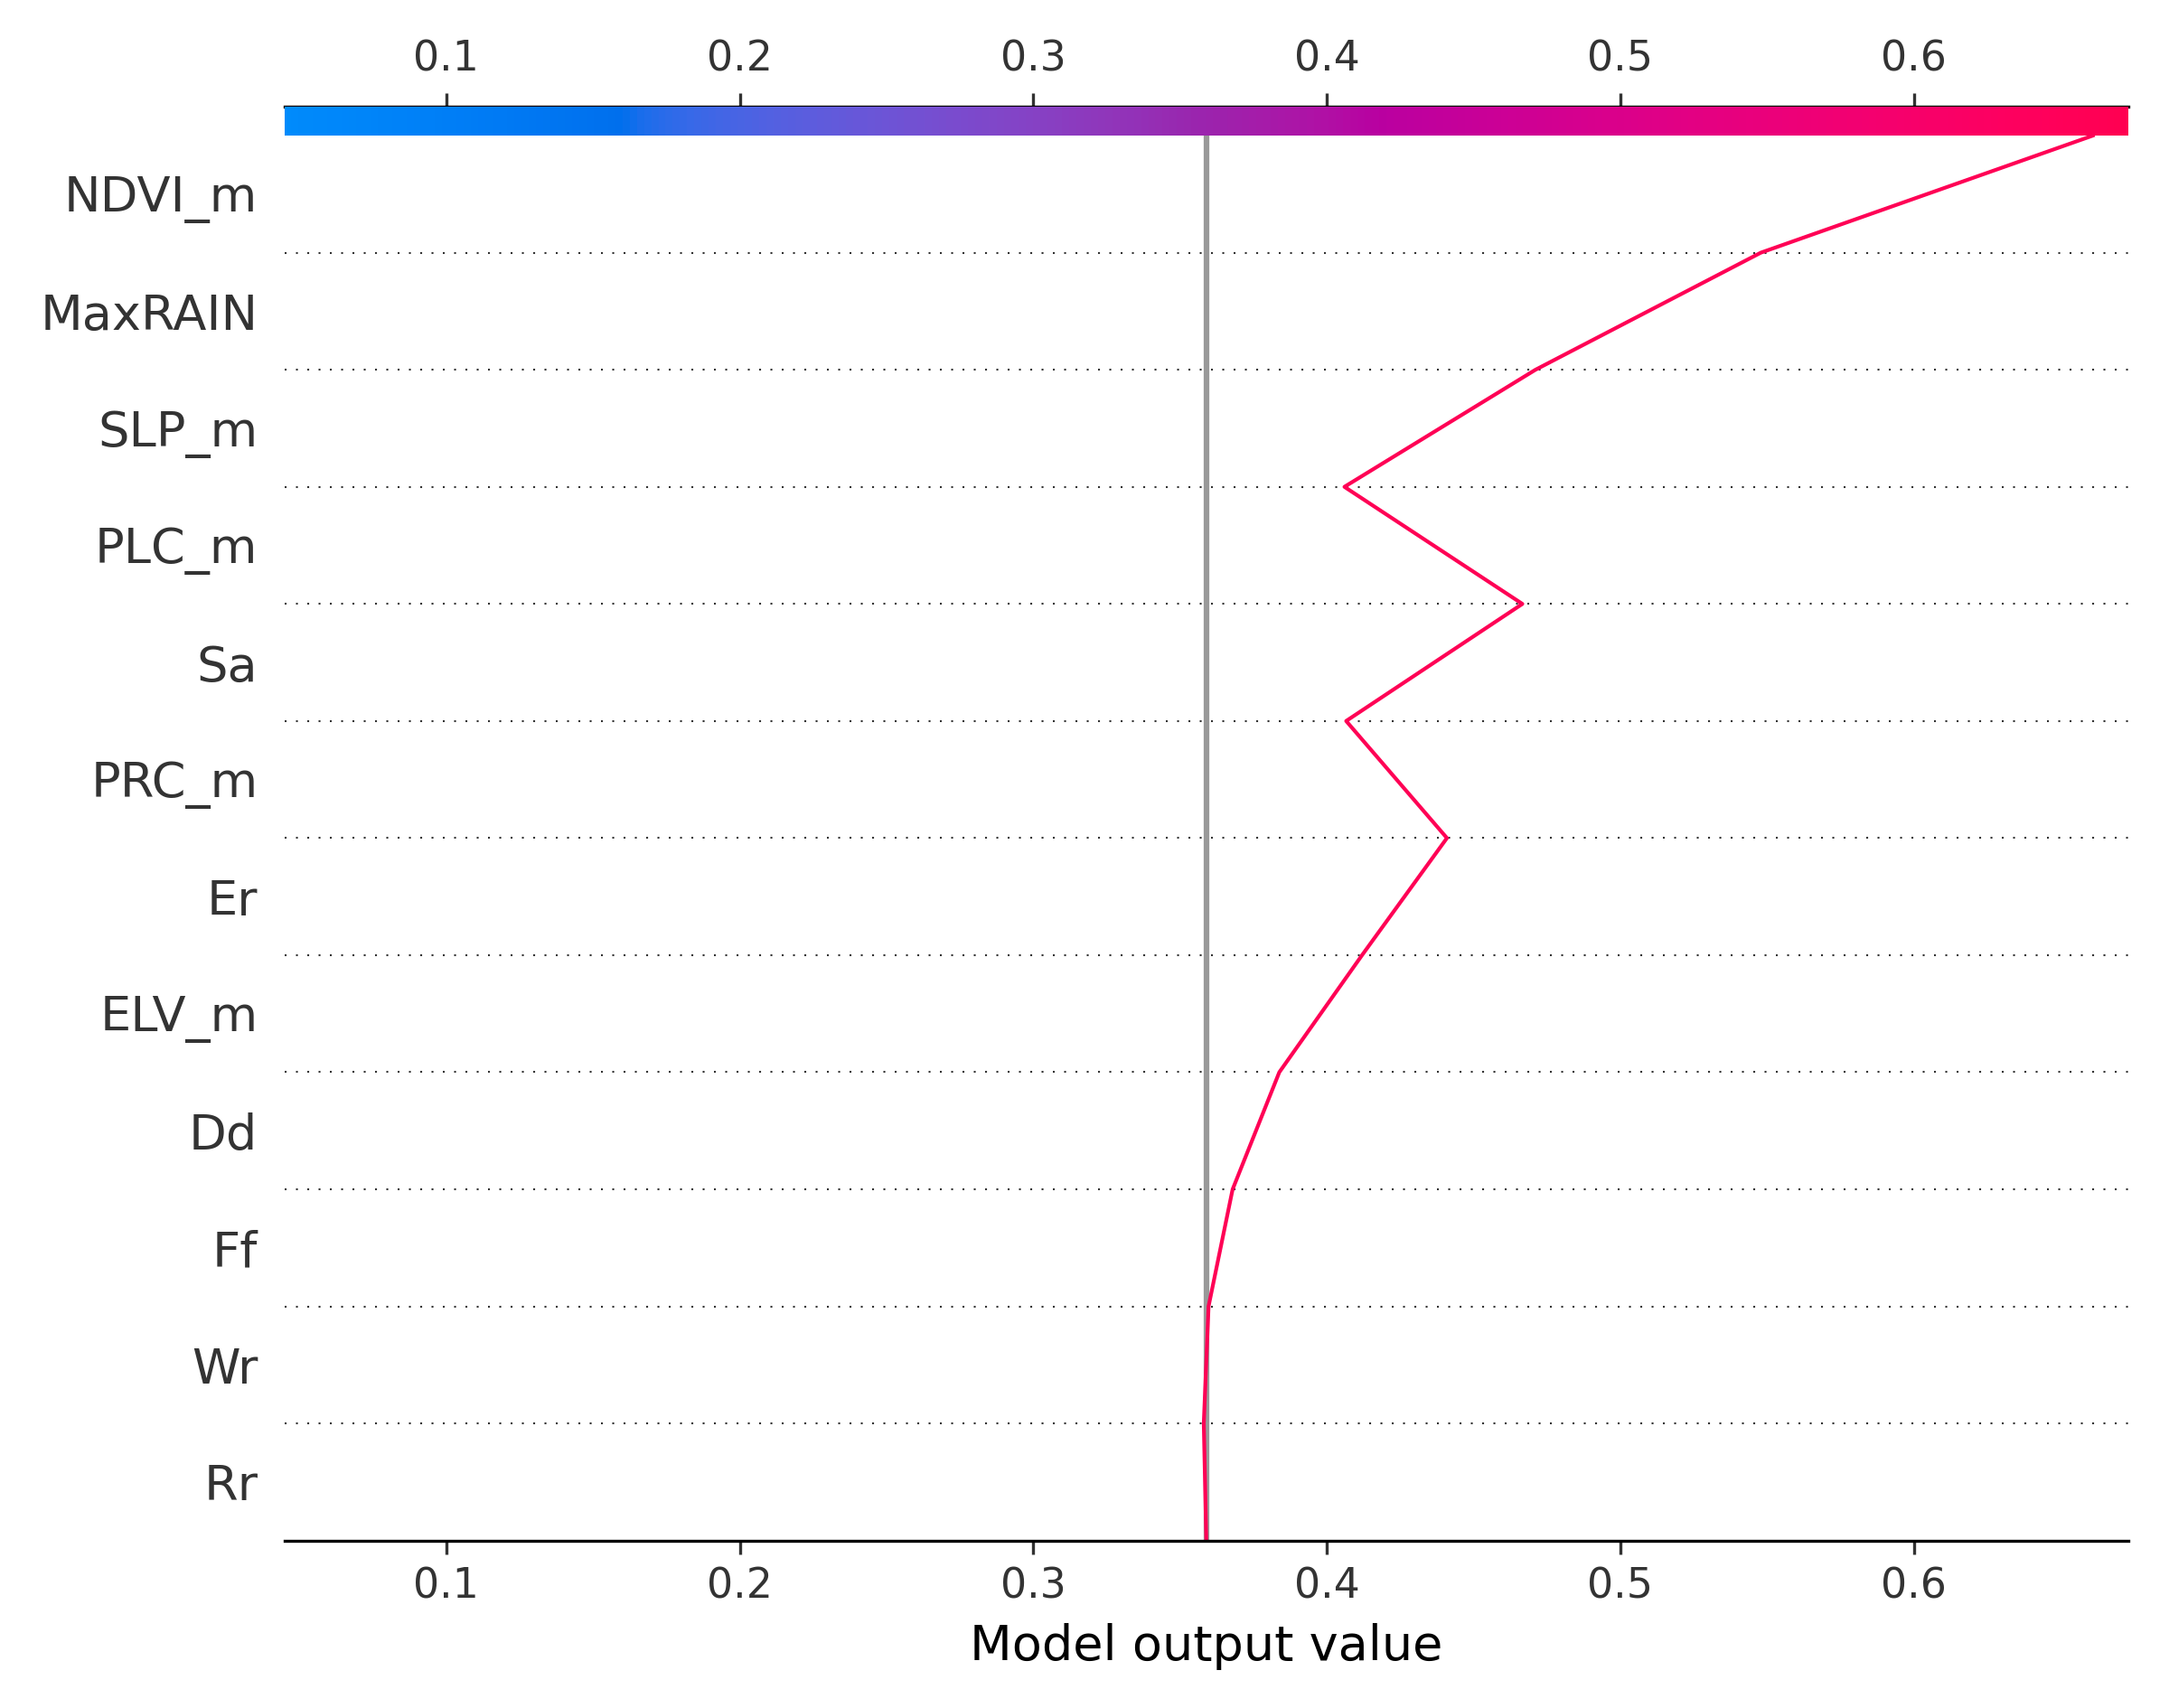 0.1 0.2 0.3 0.4 0.5 0.6
NDVI_m
MaxRAIN
SLP_m
PLC_m
Sa
PRC_m
Er
ELV_m
Dd
Ff
Wr
Rr
0.1 0.2 0.3 0.4 0.5 0.6
Model output value